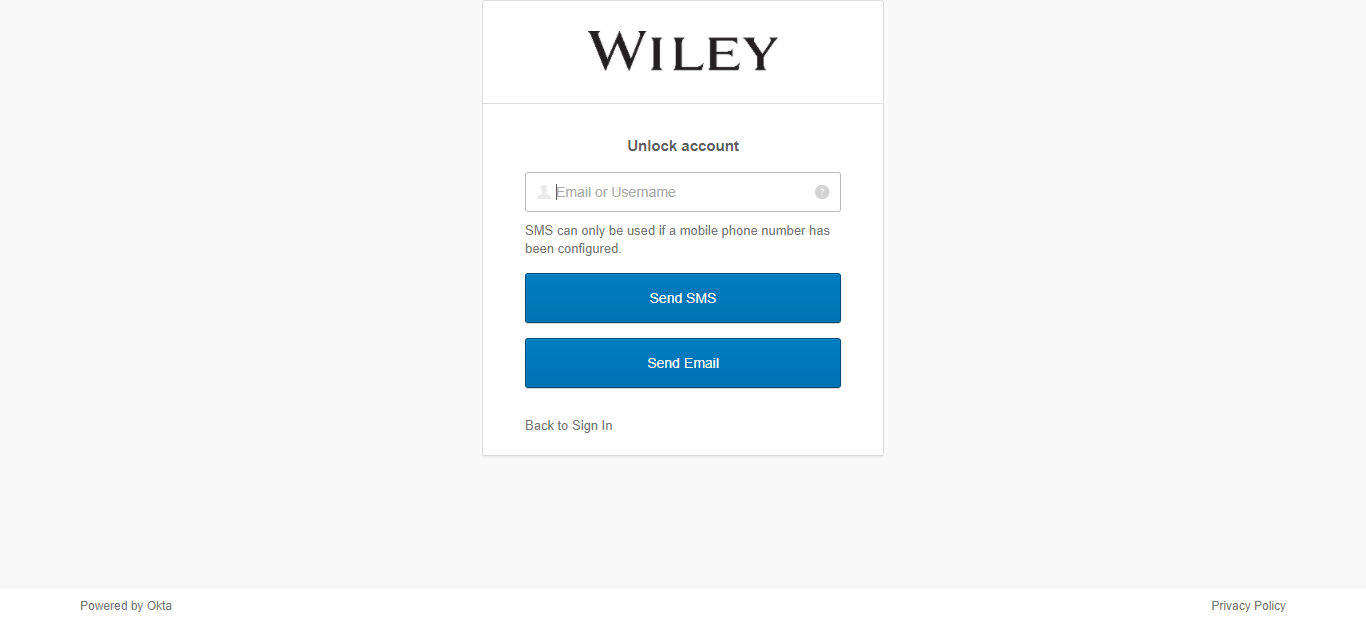 WILEY
Unlock account
Email or Username
?
SMS can only be used if a mobile phone number has
been configured.
Send SMS
Send Email
Back to Sign In
Powered by Okta
Privacy Policy